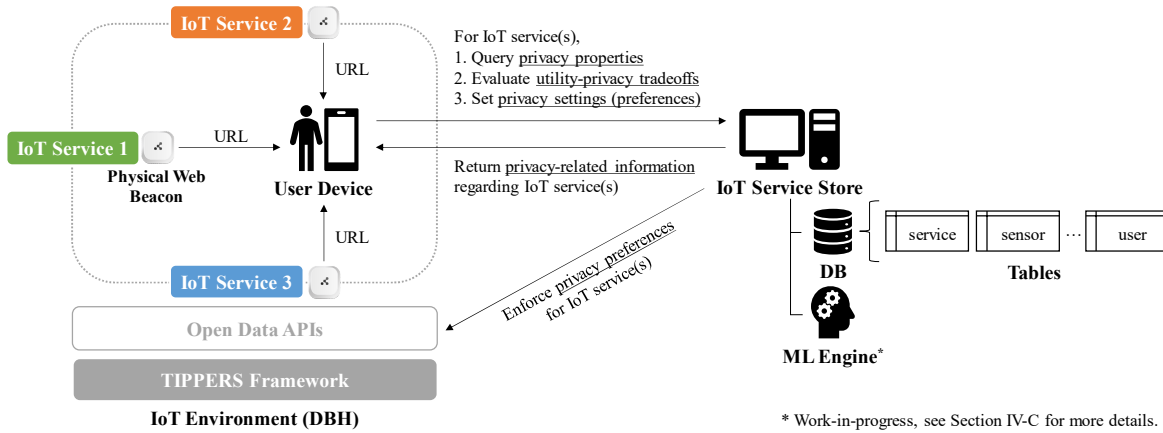 IoT Service 2
URL
IoT Service 1
URL
Physical Web
Beacon
User Device
URL
IoT Service 3
Open Data APIs
TIPPERS Framework
IoT Environment (DBH)
For IoT service(s),
1. Query privacy properties
2. Evaluate utility-privacy tradeoffs
3. Set privacy settings (preferences)
Return privacy-related information
regarding IoT service(s)
Enforce privacy preferences
for IoT service(s)
IoT Service Store
DB
service
sensor
...
user
Tables
ML Engine*
* Work-in-progress, see Section IV-C for more details.